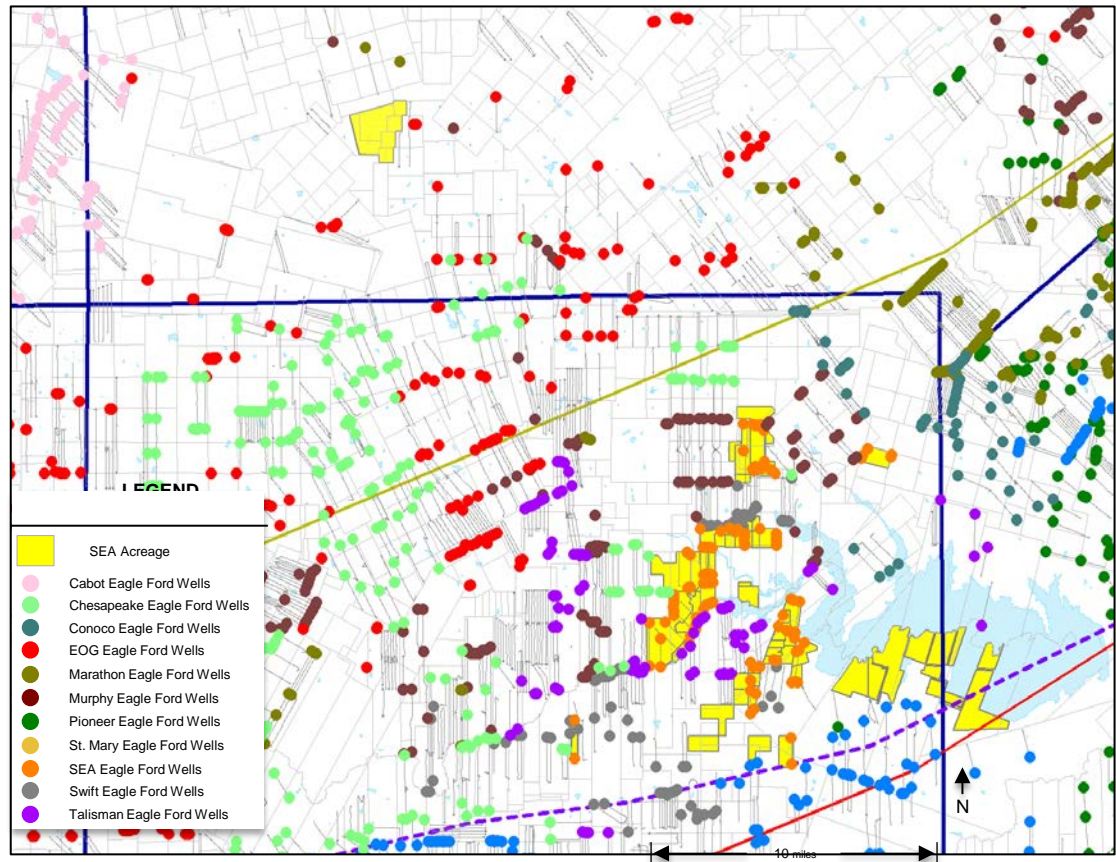 LEGEND
SEA Acreage
Cabot Eagle Ford Wells
Chesapeake Eagle Ford Wells
Conoco Eagle Ford Wells
EOG Eagle Ford Wells
Marathon Eagle Ford Wells
Murphy Eagle Ford Wells
Pioneer Eagle Ford Wells
St. Mary Eagle Ford Wells
SEA Eagle Ford Wells
Swift Eagle Ford Wells
Talisman Eagle Ford Wells
N
10 miles